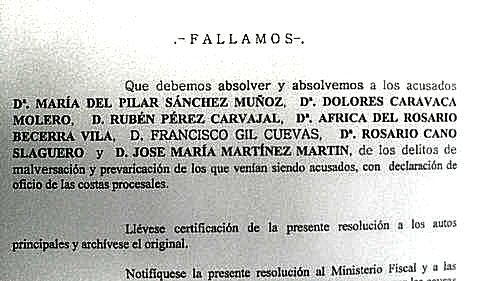 .-FALLAMOS-.
Que debemos absolver y absolvemos a los acusados
Dª. MARÍA DEL PILAR SÁNCHEZ MUÑOZ, Dª. DOLORES CARAVACA
MOLERO, D. RUBÉN PÉREZ CARVAJAL, Dª. AFRICA DEL ROSARIO
BECERRA VILA, D. FRANCISCO GIL CUEVAS, Dª. ROSARIO CANO
SLAGUERO y D. JOSE MARÍA MARTÍNEZ MARTIN, de los delitos de
malversación y prevaricación de los que venían siendo acusados, con declaración de
oficio de las costas procesales.
Llévese certificación de la presente resolución a los autos
principales y archívese el original.
Notifíquese la presente resolución al Ministerio Fiscal y a las